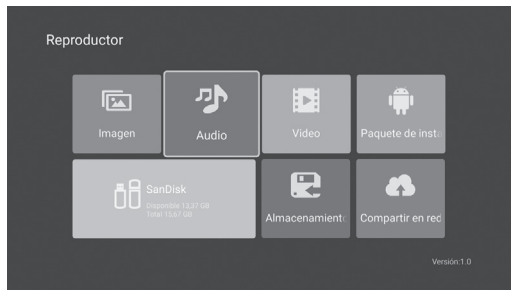 Reproductor
Imagen
Audio
Video
Paquete de insta
SanDisk
Disponible 13,37 GB
Total 15,67 GB
Almacenamiento
Compartir en red
Versión:1.0